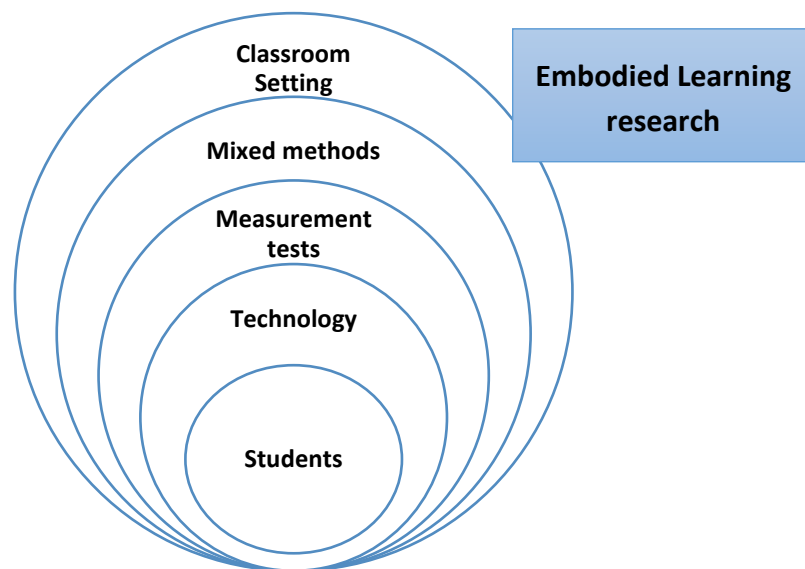 Classroom
Setting
Embodied Learning
research
Mixed methods
Measurement
tests
Technology
Students